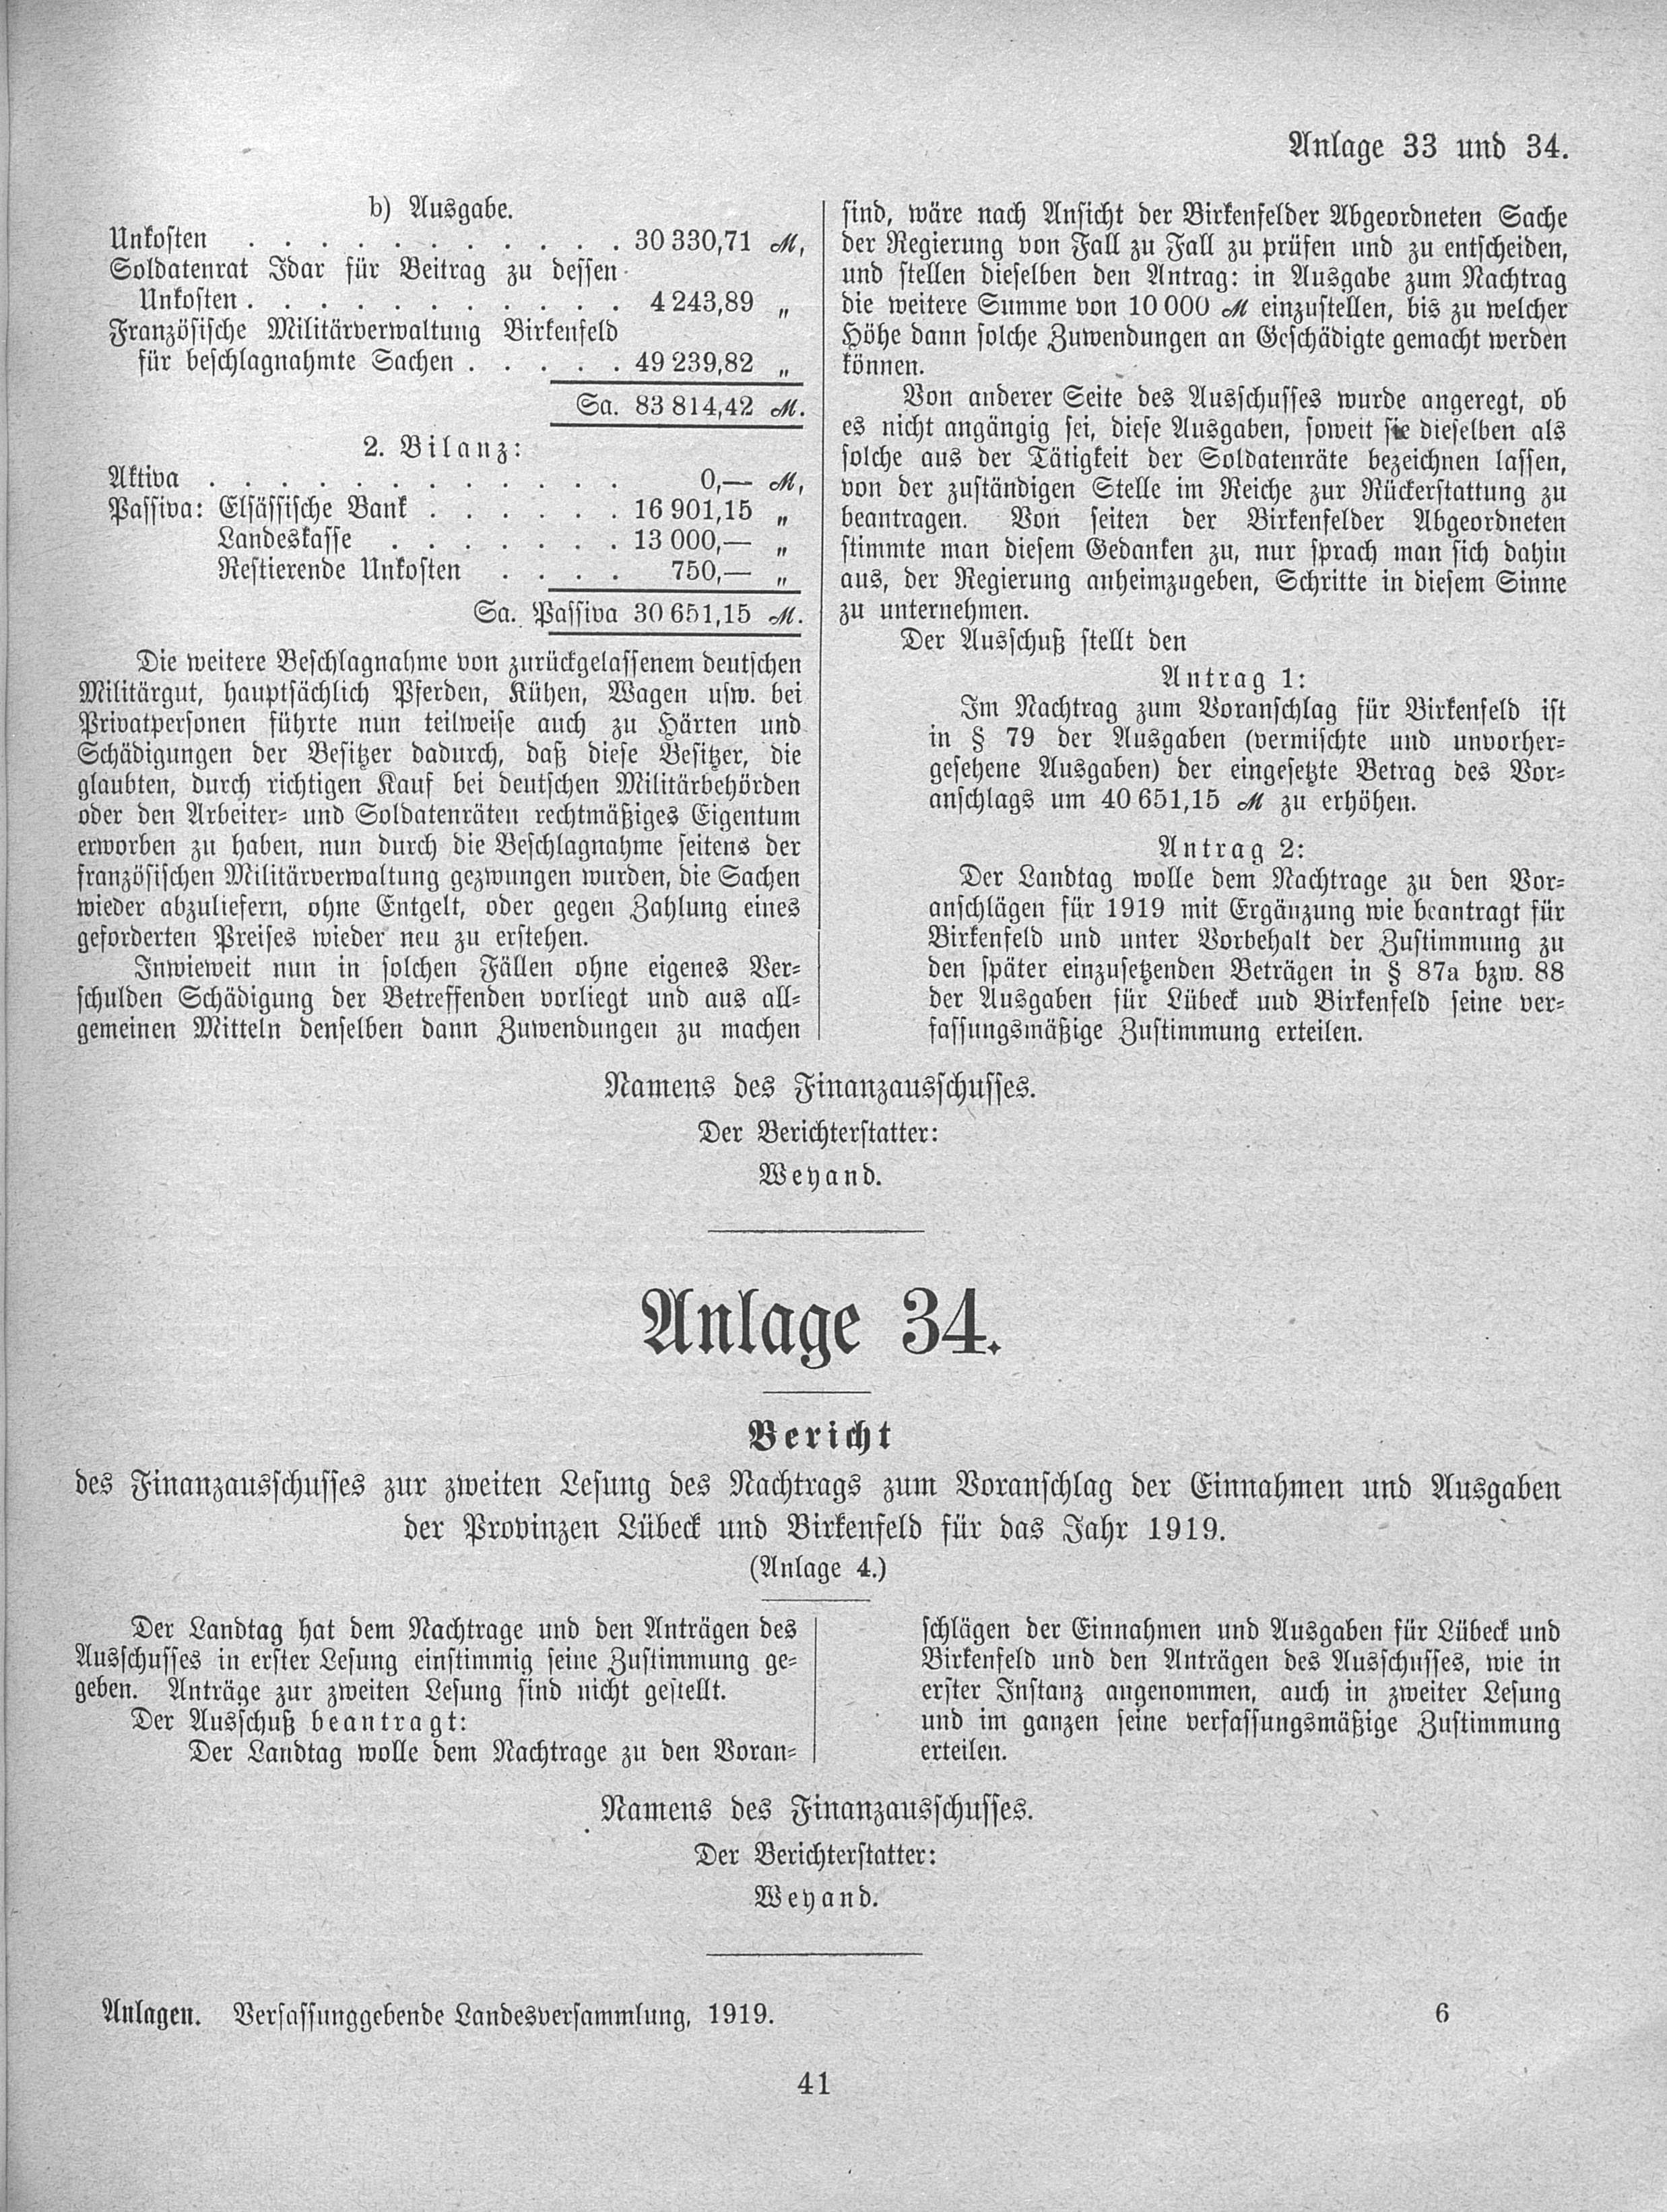 Anlage 33 und 34.
b) Ausgabe.
Unkosten . . . . . . . . . . . 30 330,71 ℳ,
Soldatenrat Idar für Beitrag zu dessen
Unkosten . . . . . . . . . . . 4 243,89 „
Französische Militärverwaltung Birkenfeld
für beschlagnahmte Sachen . . . . . 49 239,82 „
Sa. 83 814,42 ℳ.
2. Bilanz:
Aktiva . . . . . . . . . . . . 0,— ℳ,
Passiva: Elsässische Bank . . . . . . 16 901,15 „
Landeskasse . . . . . . . 13 000,— „
Restierende Unkosten . . . . 750,— „
Sa. Passiva 30 651,15 ℳ.
Die weitere Beschlagnahme von zurückgelassenem deutschen
Militärgut, hauptsächlich Pferden, Kühen, Wagen usw. bei
Privatpersonen führte nun teilweise auch zu Härten und
Schädigungen der Besitzer dadurch, daß diese Besitzer, die
glaubten, durch richtigen Kauf bei deutschen Militärbehörden
oder den Arbeiter- und Soldatenräten rechtmäßiges Eigentum
erworben zu haben, nun durch die Beschlagnahme seitens der
französischen Militärverwaltung gezwungen wurden, die Sachen
wieder abzuliefern, ohne Entgelt, oder gegen Zahlung eines
geforderten Preises wieder neu zu erstehen.
Inwieweit nun in solchen Fällen ohne eigenes Ver-
schulden Schädigung der Betreffenden vorliegt und aus all-
gemeinen Mitteln denselben dann Zuwendungen zu machen
sind, wäre nach Ansicht der Birkenfelder Abgeordneten Sache
der Regierung von Fall zu Fall zu prüfen und zu entscheiden,
und stellen dieselben den Antrag: in Ausgabe zum Nachtrag
die weitere Summe von 10 000 ℳ einzustellen, bis zu welcher
Höhe dann solche Zuwendungen an Geschädigte gemacht werden
können.
Von anderer Seite des Ausschusses wurde angeregt, ob
es nicht angängig sei, diese Ausgaben, soweit sie dieselben als
solche aus der Tätigkeit der Soldatenräte bezeichnen lassen,
von der zuständigen Stelle im Reiche zur Rückerstattung zu
beantragen. Von seiten der Birkenfelder Abgeordneten
stimmte man diesem Gedanken zu, nur sprach man sich dahin
aus, der Regierung anheimzugeben, Schritte in diesem Sinne
zu unternehmen.
Der Ausschuß stellt den
Antrag 1:
Im Nachtrag zum Voranschlag für Birkenfeld ist
in § 79 der Ausgaben (vermischte und unvorher-
gesehene Ausgaben) der eingesetzte Betrag des Vor-
anschlags um 40 651,15 ℳ zu erhöhen.
Antrag 2:
Der Landtag wolle dem Nachtrage zu den Vor-
anschlägen für 1919 mit Ergänzung wie beantragt für
Birkenfeld und unter Vorbehalt der Zustimmung zu
den später einzusetzenden Beträgen in § 87a bzw. 88
der Ausgaben für Lübeck und Birkenfeld seine ver-
fassungsmäßige Zustimmung erteilen.
Namens des Finanzausschusses.
Der Berichterstatter:
Weyand.
Anlage 34.
Bericht
des Finanzausschusses zur zweiten Lesung des Nachtrags zum Voranschlag der Einnahmen und Ausgaben
der Provinzen Lübeck und Birkenfeld für das Jahr 1919.
(Anlage 4.)
Der Landtag hat dem Nachtrage und den Anträgen des
Ausschusses in erster Lesung einstimmig seine Zustimmung ge-
geben. Anträge zur zweiten Lesung sind nicht gestellt.
Der Ausschuß beantragt:
Der Landtag wolle dem Nachtrage zu den Voran-
schlägen der Einnahmen und Ausgaben für Lübeck und
Birkenfeld und den Anträgen des Ausschusses, wie in
erster Instanz angenommen, auch in zweiter Lesung
und im ganzen seine verfassungsmäßige Zustimmung
erteilen.
Namens des Finanzausschusses.
Der Berichterstatter:
Weyand.
Anlagen. Verfassunggebende Landesversammlung, 1919. 6
41